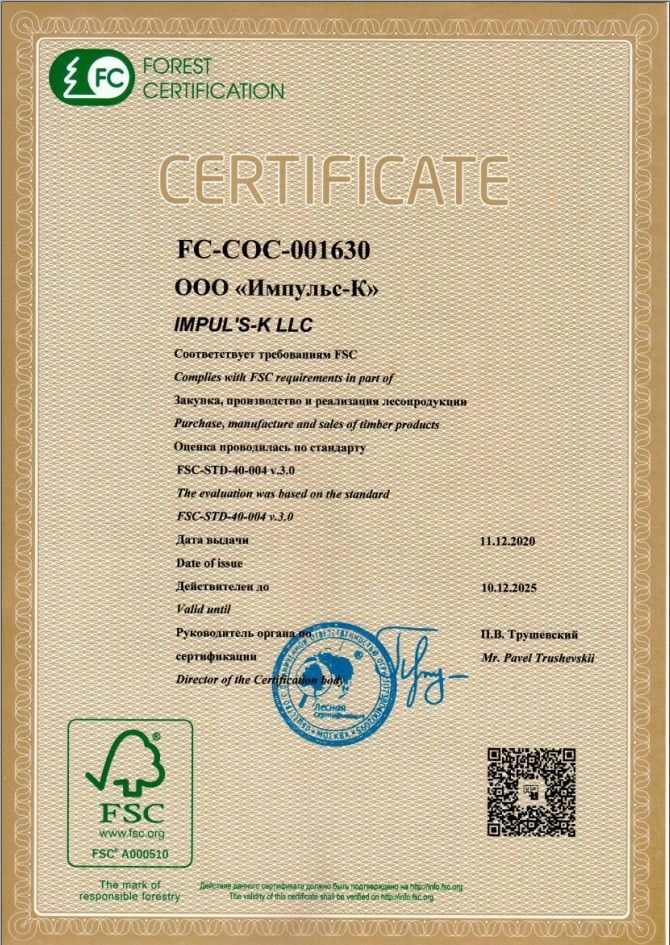 FC
FOREST
CERTIFICATION
CERTIFICATE
FC-COC-001630
ООО «Импульс-К»
IMPUL'S-K LLC
Соответствует требованиям FSC
Complies with FSC requirements in part of
Закупка, производство и реализация лесопродукции
Purchase, manufacture and sales of timber products
Оценка проводилась по стандарту
FSC-STD-40-004 v.3.0
The evaluation was based on the standard
FSC-STD-40-004 v.3.0
Дата выдачи 11.12.2020
Date of issue
Действителен до 10.12.2025
Valid until
Руководитель органа по П.В. Трушевский
сертификации Mr. Pavel Trushevskii
Director of the Certification body
Лесная
Сертификация
МОСКВА
®
FSC
www.fsc.org
FSC® A000510
The mark of
responsible forestry
Действие данного сертификата должно быть подтверждено на http://info.fsc.org
The validity of this certificate shall be verified on http://info.fsc.org